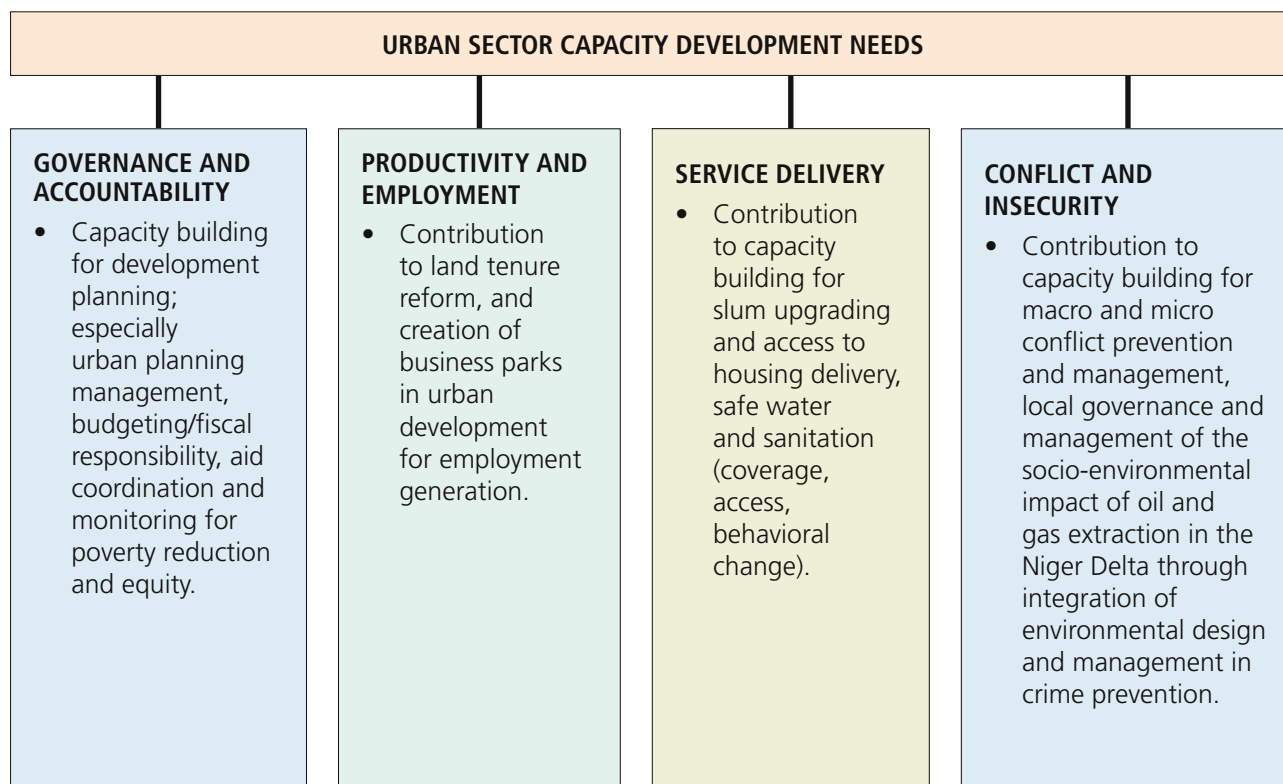 URBAN SECTOR CAPACITY DEVELOPMENT NEEDS
GOVERNANCE AND
ACCOUNTABILITY
• Capacity building
for development
planning;
especially
urban planning
management,
budgeting/fiscal
responsibility, aid
coordination and
monitoring for
poverty reduction
and equity.
PRODUCTIVITY AND
EMPLOYMENT
• Contribution
to land tenure
reform, and
creation of
business parks
in urban
development
for employment
generation.
SERVICE DELIVERY
• Contribution
to capacity
building for
slum upgrading
and access to
housing delivery,
safe water
and sanitation
(coverage,
access,
behavioral
change).
CONFLICT AND
INSECURITY
• Contribution to
capacity building for
macro and micro
conflict prevention
and management,
local governance and
management of the
socio-environmental
impact of oil and
gas extraction in the
Niger Delta through
integration of
environmental design
and management in
crime prevention.